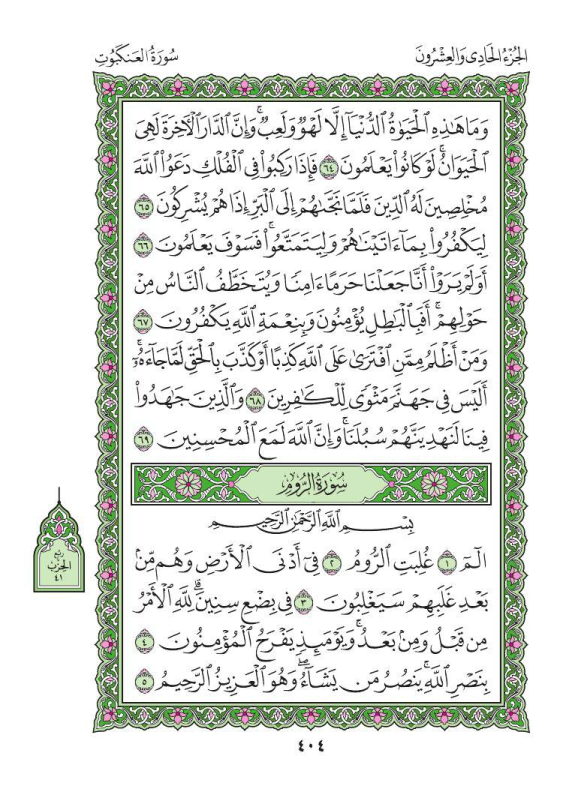 الجُزْءُ الحَادِي وَالعِشْرُونَ
سُورَةُ العَنكَبُوتِ
وَمَا هَٰذِهِ ٱلْحَيَوٰةُ ٱلدُّنْيَآ إِلَّا لَهْوٌ وَلَعِبٌ ۚ وَإِنَّ ٱلدَّارَ ٱلْأَخِرَةَ لَهِىَ
ٱلْحَيَوَانُ ۚ لَوْ كَانُوا۟ يَعْلَمُونَ ٦٤ فَإِذَا رَكِبُوا۟ فِى ٱلْفُلْكِ دَعَوُا۟ ٱللَّهَ
مُخْلِصِينَ لَهُ ٱلدِّينَ فَلَمَّا نَجَّىٰهُمْ إِلَى ٱلْبَرِّ إِذَا هُمْ يُشْرِكُونَ ٦٥
لِيَكْفُرُوا۟ بِمَآ ءَاتَيْنَٰهُمْ وَلِيَتَمَتَّعُوا۟ ۖ فَسَوْفَ يَعْلَمُونَ ٦٦
أَوَلَمْ يَرَوْا۟ أَنَّا جَعَلْنَا حَرَمًا ءَامِنًا وَيُتَخَطَّفُ ٱلنَّاسُ مِنْ
حَوْلِهِمْ ۚ أَفَبِٱلْبَٰطِلِ يُؤْمِنُونَ وَبِنِعْمَةِ ٱللَّهِ يَكْفُرُونَ ٦٧
وَمَنْ أَظْلَمُ مِمَّنِ ٱفْتَرَىٰ عَلَى ٱللَّهِ كَذِبًا أَوْ كَذَّبَ بِٱلْحَقِّ لَمَّا جَآءَهُۥٓ ۚ
أَلَيْسَ فِى جَهَنَّمَ مَثْوًى لِّلْكَٰفِرِينَ ٦٨ وَٱلَّذِينَ جَٰهَدُوا۟
فِينَا لَنَهْدِيَنَّهُمْ سُبُلَنَا ۚ وَإِنَّ ٱللَّهَ لَمَعَ ٱلْمُحْسِنِينَ ٦٩
سُورَةُ الرُّومِ
بِسْمِ ٱللَّهِ ٱلرَّحْمَٰنِ ٱلرَّحِيمِ
الٓمٓ ١ غُلِبَتِ ٱلرُّومُ ٢ فِىٓ أَدْنَى ٱلْأَرْضِ وَهُم مِّنۢ
بَعْدِ غَلَبِهِمْ سَيَغْلِبُونَ ٣ فِى بِضْعِ سِنِينَ ۗ لِلَّهِ ٱلْأَمْرُ
مِن قَبْلُ وَمِنۢ بَعْدُ ۚ وَيَوْمَئِذٍ يَفْرَحُ ٱلْمُؤْمِنُونَ ٤
بِنَصْرِ ٱللَّهِ ۚ يَنصُرُ مَن يَشَآءُ ۖ وَهُوَ ٱلْعَزِيزُ ٱلرَّحِيمُ ٥
ربع
الحزب
٤١
٤٠٤